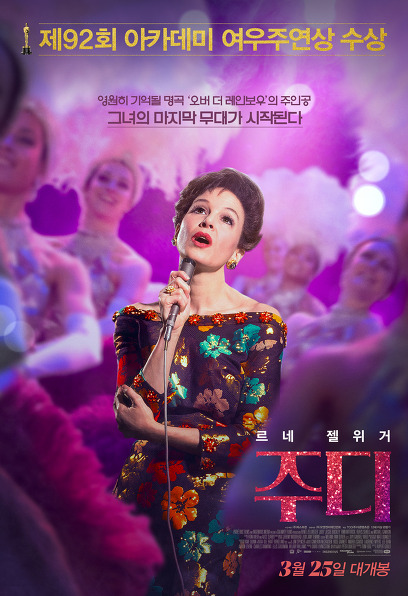 제92회 아카데미 여우주연상 수상
영원히 기억될 명곡 '오버 더 레인보우'의 주인공
그녀의 마지막 무대가 시작된다
르네 젤위거
주디
3월 25일 대개봉